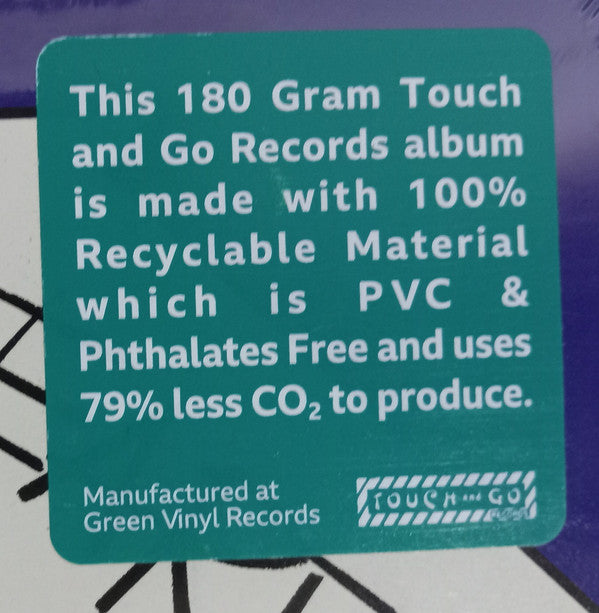 This 180 Gram Touch
and Go Records album
is made with 100%
Recyclable Material
which is PVC &
Phthalates Free and uses
79% less CO₂ to produce.
Manufactured at
Green Vinyl Records
TOUCH AND GO